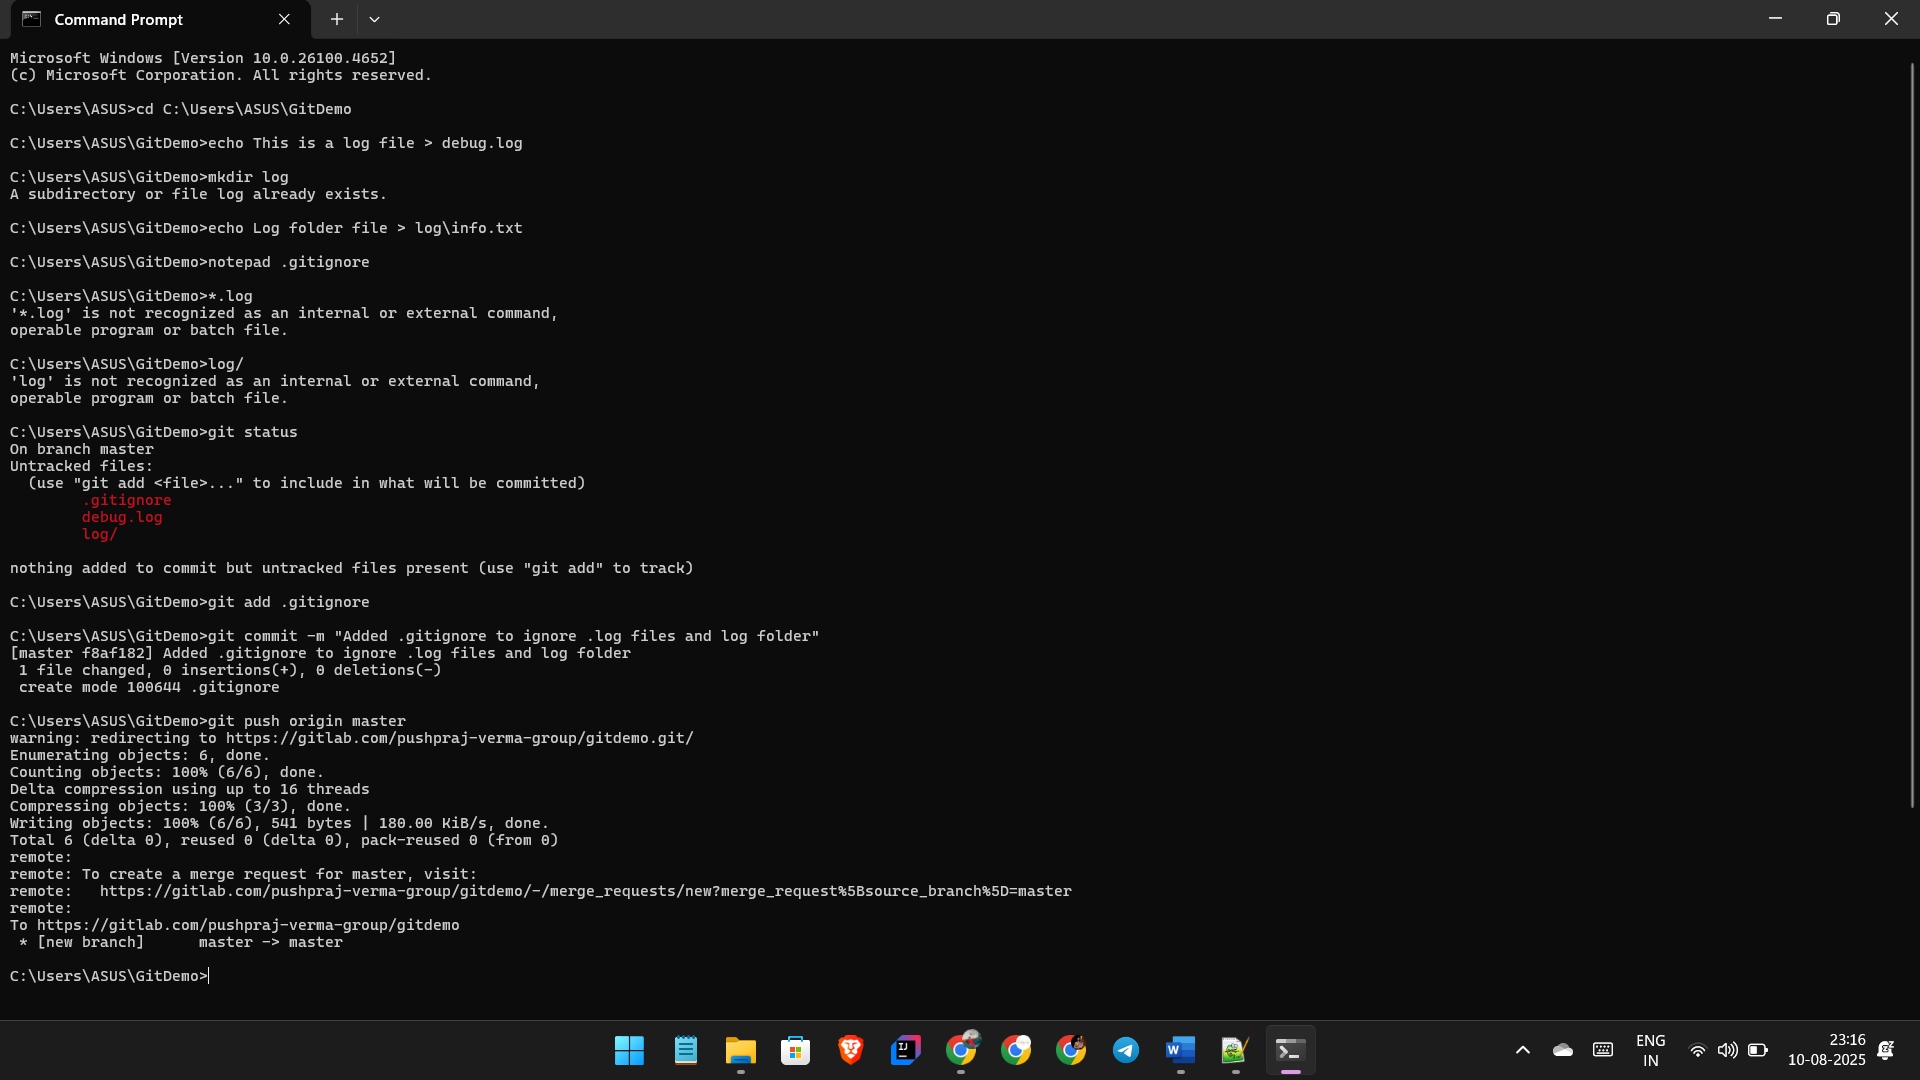 Command Prompt
Microsoft Windows [Version 10.0.26100.4652]
(c) Microsoft Corporation. All rights reserved.
C:\Users\ASUS>cd C:\Users\ASUS\GitDemo
C:\Users\ASUS\GitDemo>echo This is a log file > debug.log
C:\Users\ASUS\GitDemo>mkdir log
A subdirectory or file log already exists.
C:\Users\ASUS\GitDemo>echo Log folder file > log\info.txt
C:\Users\ASUS\GitDemo>notepad .gitignore
C:\Users\ASUS\GitDemo>*.log
'*.log' is not recognized as an internal or external command,
operable program or batch file.
C:\Users\ASUS\GitDemo>log/
'log' is not recognized as an internal or external command,
operable program or batch file.
C:\Users\ASUS\GitDemo>git status
On branch master
Untracked files:
  (use "git add <file>..." to include in what will be committed)
        .gitignore
        debug.log
        log/
nothing added to commit but untracked files present (use "git add" to track)
C:\Users\ASUS\GitDemo>git add .gitignore
C:\Users\ASUS\GitDemo>git commit -m "Added .gitignore to ignore .log files and log folder"
[master f8af182] Added .gitignore to ignore .log files and log folder
 1 file changed, 0 insertions(+), 0 deletions(-)
 create mode 100644 .gitignore
C:\Users\ASUS\GitDemo>git push origin master
warning: redirecting to https://gitlab.com/pushpraj-verma-group/gitdemo.git/
Enumerating objects: 6, done.
Counting objects: 100% (6/6), done.
Delta compression using up to 16 threads
Compressing objects: 100% (3/3), done.
Writing objects: 100% (6/6), 541 bytes | 180.00 KiB/s, done.
Total 6 (delta 0), reused 0 (delta 0), pack-reused 0 (from 0)
remote:
remote: To create a merge request for master, visit:
remote:   https://gitlab.com/pushpraj-verma-group/gitdemo/-/merge_requests/new?merge_request%5Bsource_branch%5D=master
remote:
To https://gitlab.com/pushpraj-verma-group/gitdemo
 * [new branch]      master -> master
C:\Users\ASUS\GitDemo>
ENG
IN
23:16
10-08-2025